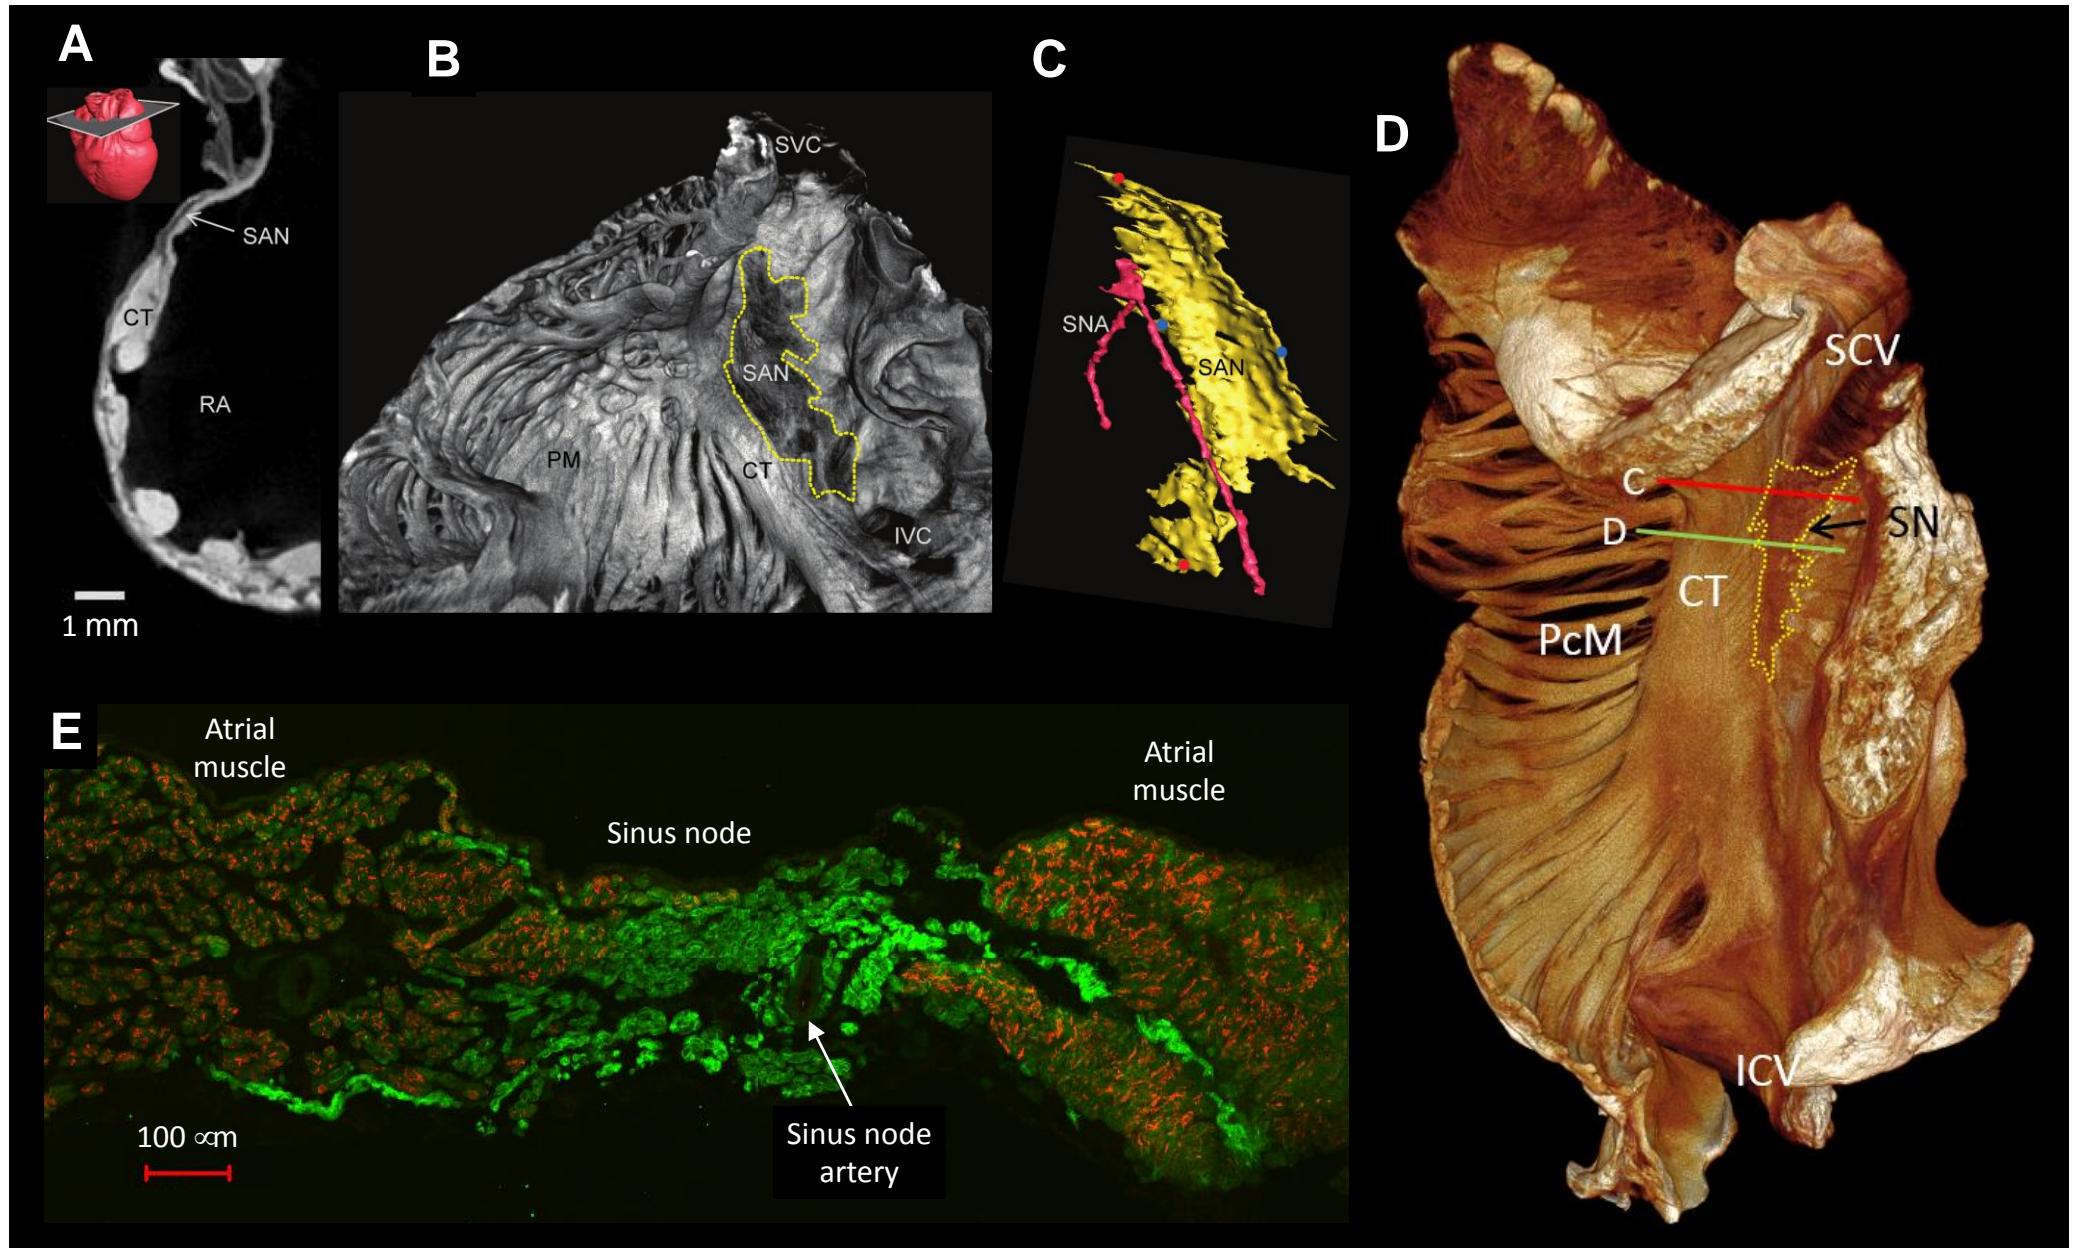 A
SAN
CT
RA
1 mm
B
SVC
SAN
PM
CT
IVC
C
SNA
SAN
D
SCV
C
D
SN
CT
PcM
ICV
E
Atrial
muscle
Sinus node
Atrial
muscle
100 ∝m
Sinus node
artery